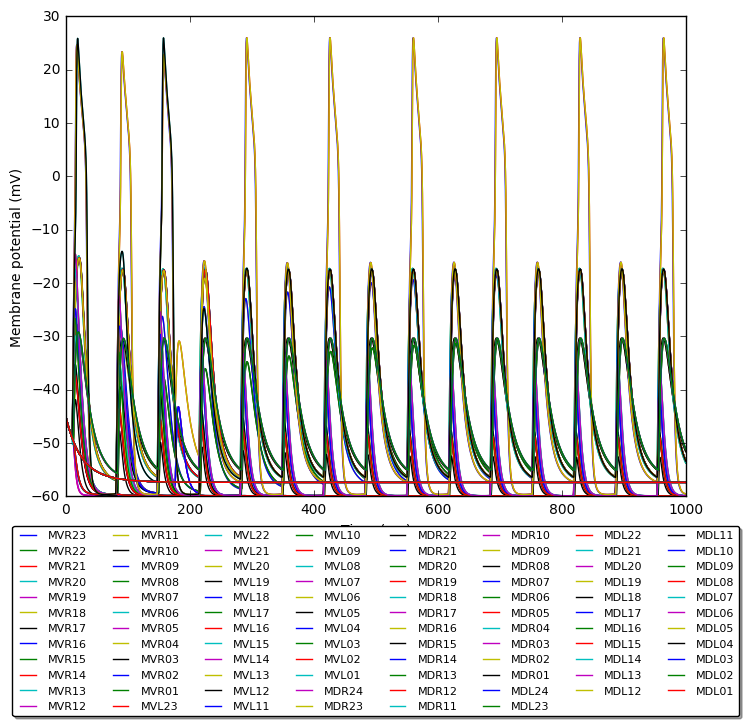 30
20
10
0
−10
−20
−30
−40
−50
−60
Membrane potential (mV)
0 200 400 600 800 1000
MVR23 MVR11 MVL22 MVL10 MDR22 MDR10 MDL22 MDL11
MVR22 MVR10 MVL21 MVL09 MDR21 MDR09 MDL21 MDL10
MVR21 MVR09 MVL20 MVL08 MDR20 MDR08 MDL20 MDL09
MVR20 MVR08 MVL19 MVL07 MDR19 MDR07 MDL19 MDL08
MVR19 MVR07 MVL18 MVL06 MDR18 MDR06 MDL18 MDL07
MVR18 MVR06 MVL17 MVL05 MDR17 MDR05 MDL17 MDL06
MVR17 MVR05 MVL16 MVL04 MDR16 MDR04 MDL16 MDL05
MVR16 MVR04 MVL15 MVL03 MDR15 MDR03 MDL15 MDL04
MVR15 MVR03 MVL14 MVL02 MDR14 MDR02 MDL14 MDL03
MVR14 MVR02 MVL13 MVL01 MDR13 MDR01 MDL13 MDL02
MVR13 MVR01 MVL12 MDR24 MDR12 MDL24 MDL12 MDL01
MVR12 MVL23 MVL11 MDR23 MDR11 MDL23